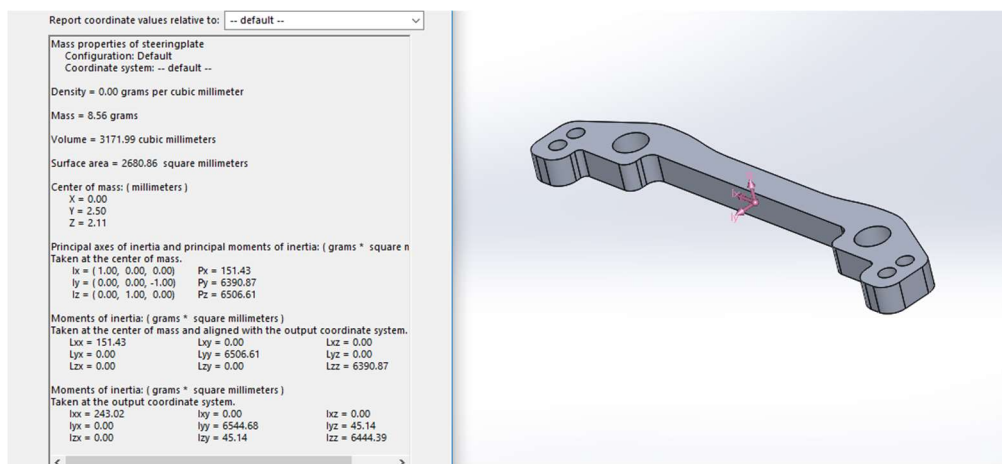 Report coordinate values relative to: -- default --
Mass properties of steeringplate
Configuration: Default
Coordinate system: -- default --
Density = 0.00 grams per cubic millimeter
Mass = 8.56 grams
Volume = 3171.99 cubic millimeters
Surface area = 2680.86 square millimeters
Center of mass: ( millimeters )
X = 0.00
Y = 2.50
Z = 2.11
Principal axes of inertia and principal moments of inertia: ( grams * square n
Taken at the center of mass.
Ix = ( 1.00, 0.00, 0.00) Px = 151.43
Iy = ( 0.00, 0.00, -1.00) Py = 6390.87
Iz = ( 0.00, 1.00, 0.00) Pz = 6506.61
Moments of inertia: ( grams * square millimeters )
Taken at the center of mass and aligned with the output coordinate system.
Lxx = 151.43 Lxy = 0.00 Lxz = 0.00
Lyx = 0.00 Lyy = 6506.61 Lyz = 0.00
Lzx = 0.00 Lzy = 0.00 Lzz = 6390.87
Moments of inertia: ( grams * square millimeters )
Taken at the output coordinate system.
Ixx = 243.02 Ixy = 0.00 Ixz = 0.00
Iyx = 0.00 Iyy = 6544.68 Iyz = 45.14
Izx = 0.00 Izy = 45.14 Izz = 6444.39